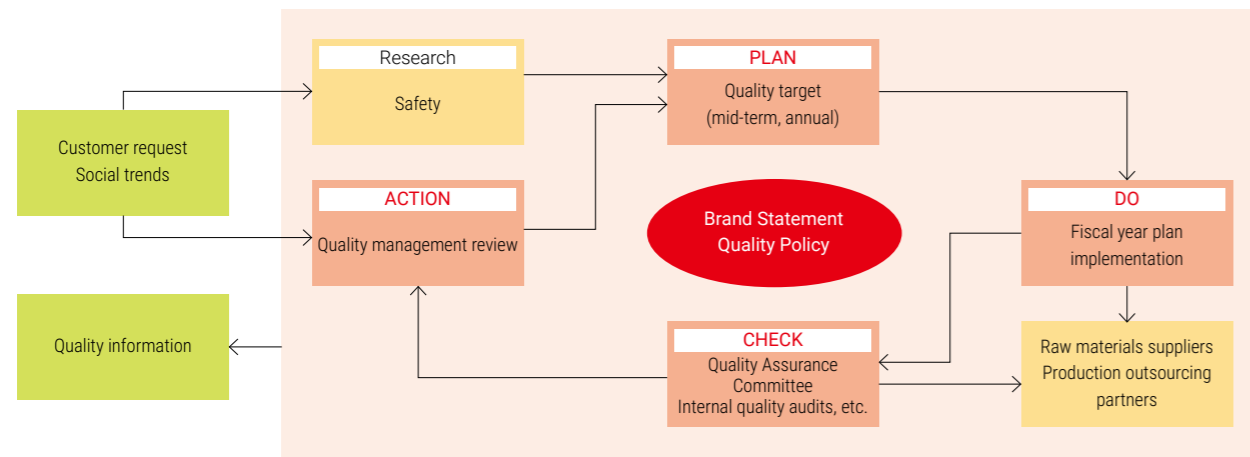 Research
Safety
PLAN
Quality target
(mid-term, annual)
Customer request
Social trends
ACTION
Quality management review
Brand Statement
Quality Policy
DO
Fiscal year plan
implementation
Quality information
CHECK
Quality Assurance
Committee
Internal quality audits, etc.
Raw materials suppliers
Production outsourcing
partners